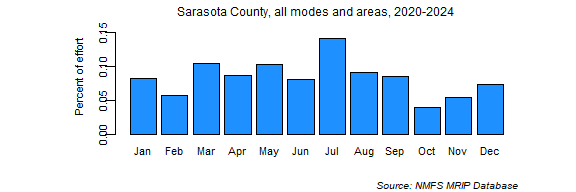 Sarasota County, all modes and areas, 2020-2024
Percent of effort
0.15
0.10
0.05
0.00
Jan Feb Mar Apr May Jun Jul Aug Sep Oct Nov Dec
Source: NMFS MRIP Database